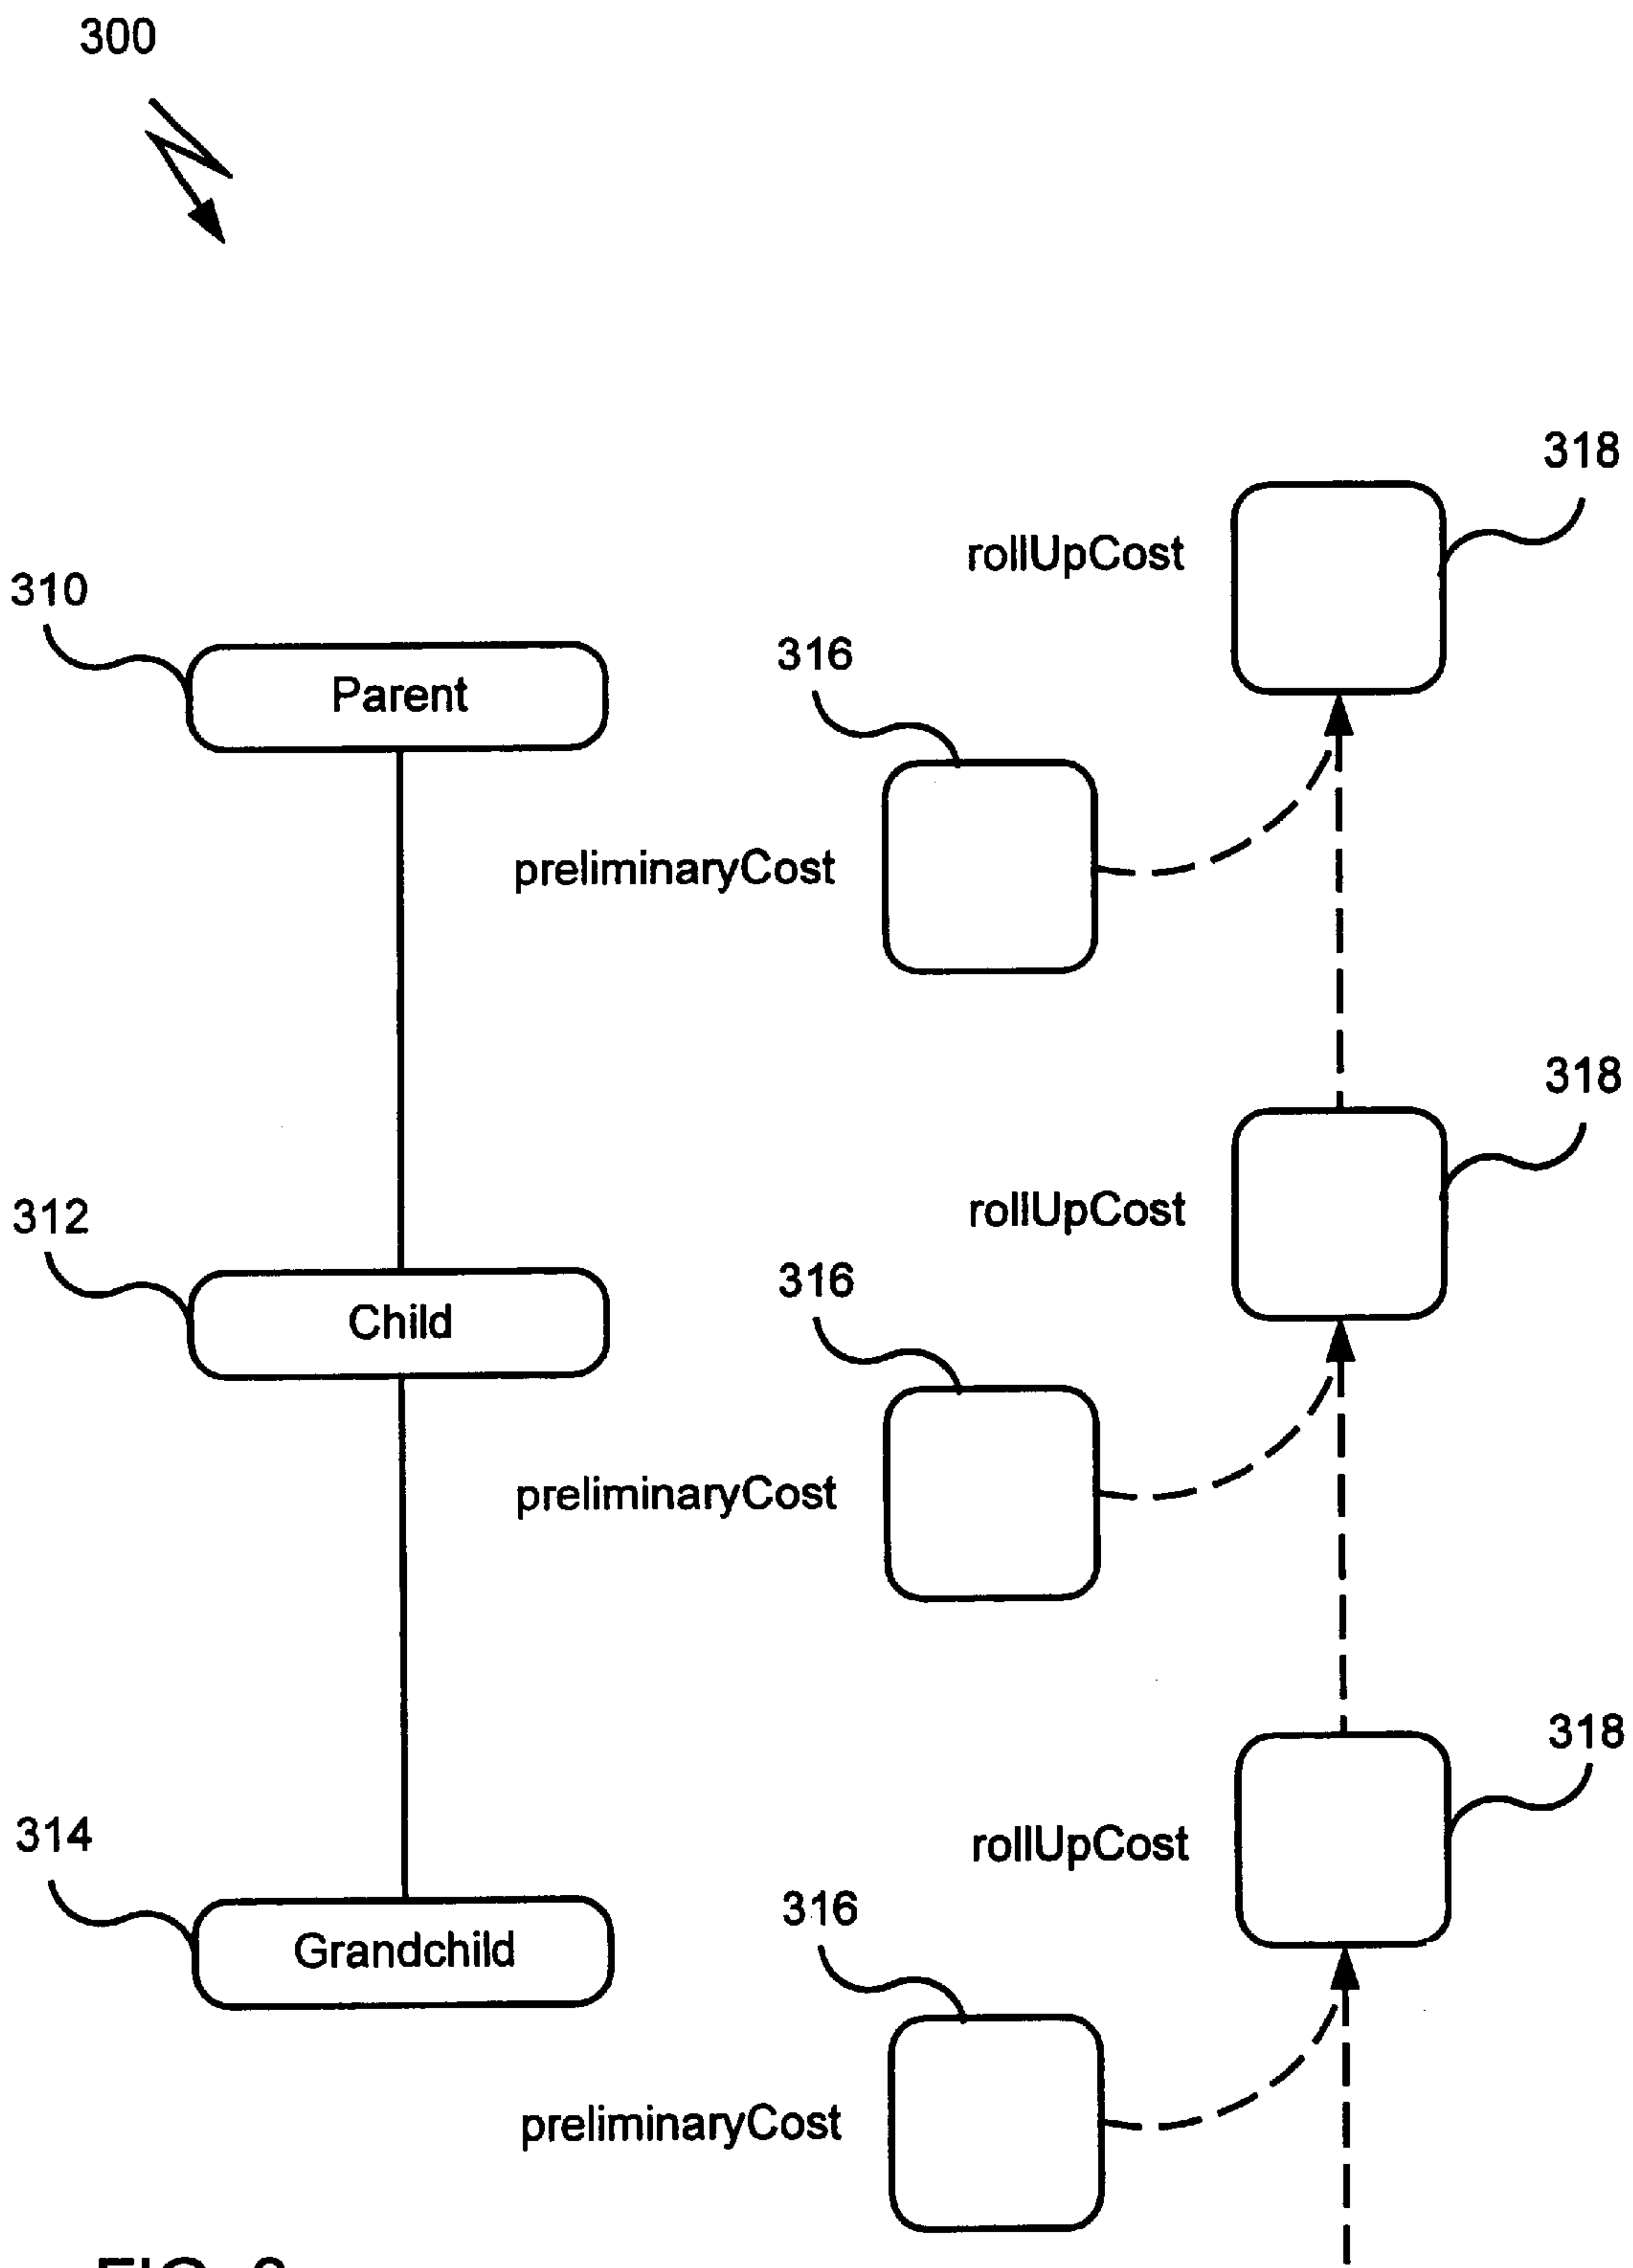 300
318
rollUpCost
310
316
Parent
preliminaryCost
318
312
rollUpCost
316
Child
preliminaryCost
318
314
rollUpCost
316
Grandchild
preliminaryCost